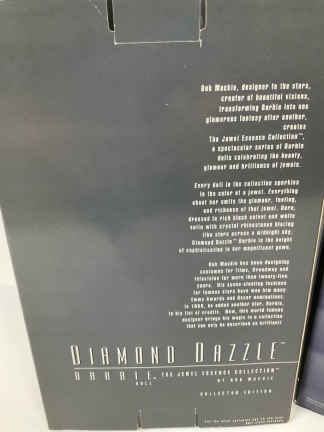 Bob Mackie, designer to the stars,
creator of beautiful visions,
transforming Barbie into one
glamorous fantasy after another,
creates
The Jewel Essence Collection™,
a spectacular series of Barbie
dolls celebrating the beauty,
glamour and brilliance of jewels.
Every doll in the collection sparkles
in the color of a jewel. Everything
about her smiles the glamour, feeling,
and richness of that jewel. Here,
dressed in rich black velvet and white
with crystal rhinestones blazing
like stars across a midnight sky,
Diamond Dazzle™ Barbie is the height
of sophistication in her magnificent gown.
Bob Mackie has been designing
costumes for films, Broadway and
television for more than twenty-five
years. His show-stealing fashions
for famous stars have won him many
Emmy Awards and Oscar nominations.
In 1990, he added another star, Barbie,
to his list of credits. Now, this world famous
designer brings his magic to a collection
that can only be described as brilliant!
DIAMOND DAZZLE™
BARBIE® THE JEWEL ESSENCE COLLECTION™
DOLL BY BOB MACKIE
COLLECTOR EDITION